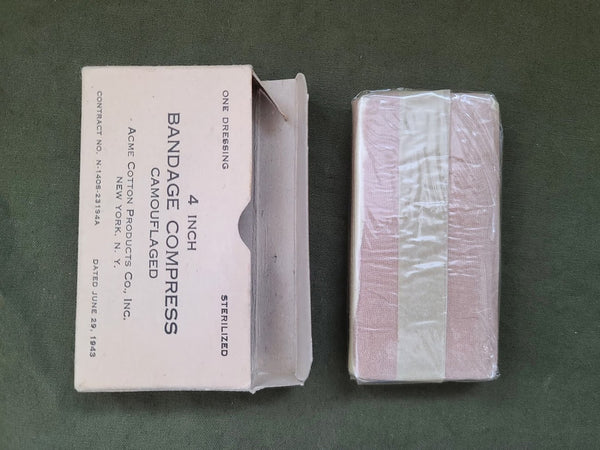 ONE DRESSING
STERILIZED
4 INCH
BANDAGE COMPRESS
CAMOUFLAGED
ACME COTTON PRODUCTS CO., INC.
NEW YORK, N. Y.
CONTRACT NO. N-140S-23194A
DATED JUNE 29, 1943